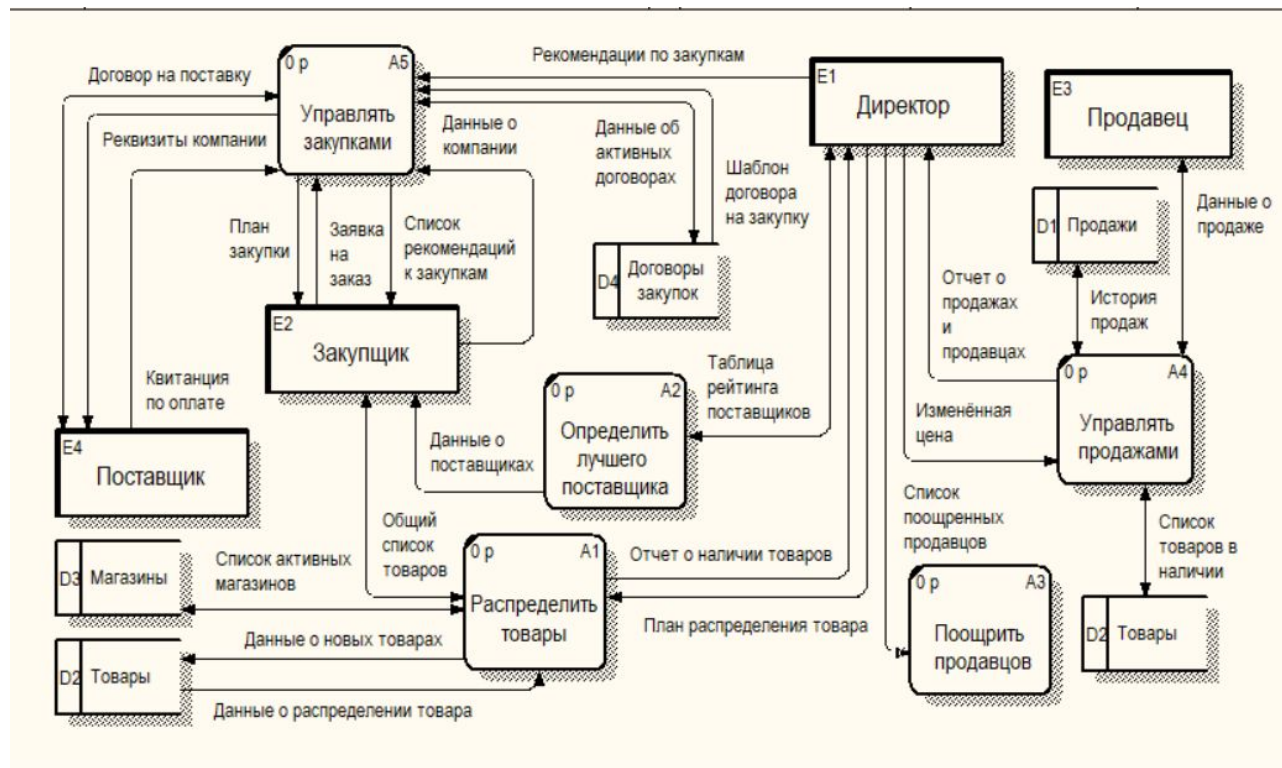 0 р
A5
Управлять
закупками
Рекомендации по закупкам
E1
Директор
E3
Продавец
Договор на поставку
Реквизиты компании
Данные о
компании
Данные об
активных
договорах
Шаблон
договора
на закупку
D1
Продажи
Данные о
продаже
План
закупки
Заявка
на
заказ
Список
рекомендаций
к закупкам
D4
Договоры
закупок
Отчет о
продажах
и
продавцах
История
продаж
E2
Закупщик
Квитанция
по оплате
Таблица
рейтинга
поставщиков
0 р
A2
Определить
лучшего
поставщика
0 р
A4
Управлять
продажами
Изменённая
цена
E4
Поставщик
Данные о
поставщиках
Список
поощренных
продавцов
Общий
список
товаров
Список
товаров в
наличии
D3
Магазины
Список активных
магазинов
0 р
A1
Распределить
товары
Отчет о наличии товаров
План распределения товара
0 р
A3
Поощрить
продавцов
D2
Товары
D2
Товары
Данные о новых товарах
Данные о распределении товара